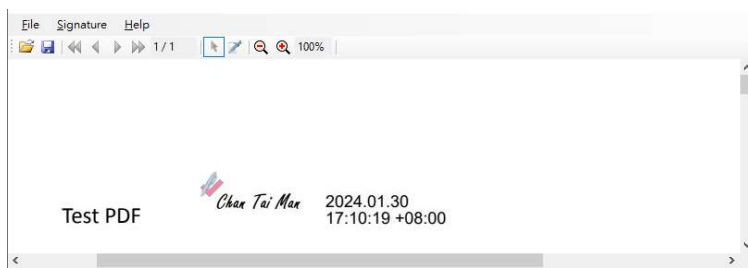 File Signature Help
1 / 1 100%
Test PDF
Chan Tai Man
2024.01.30
17:10:19 +08:00